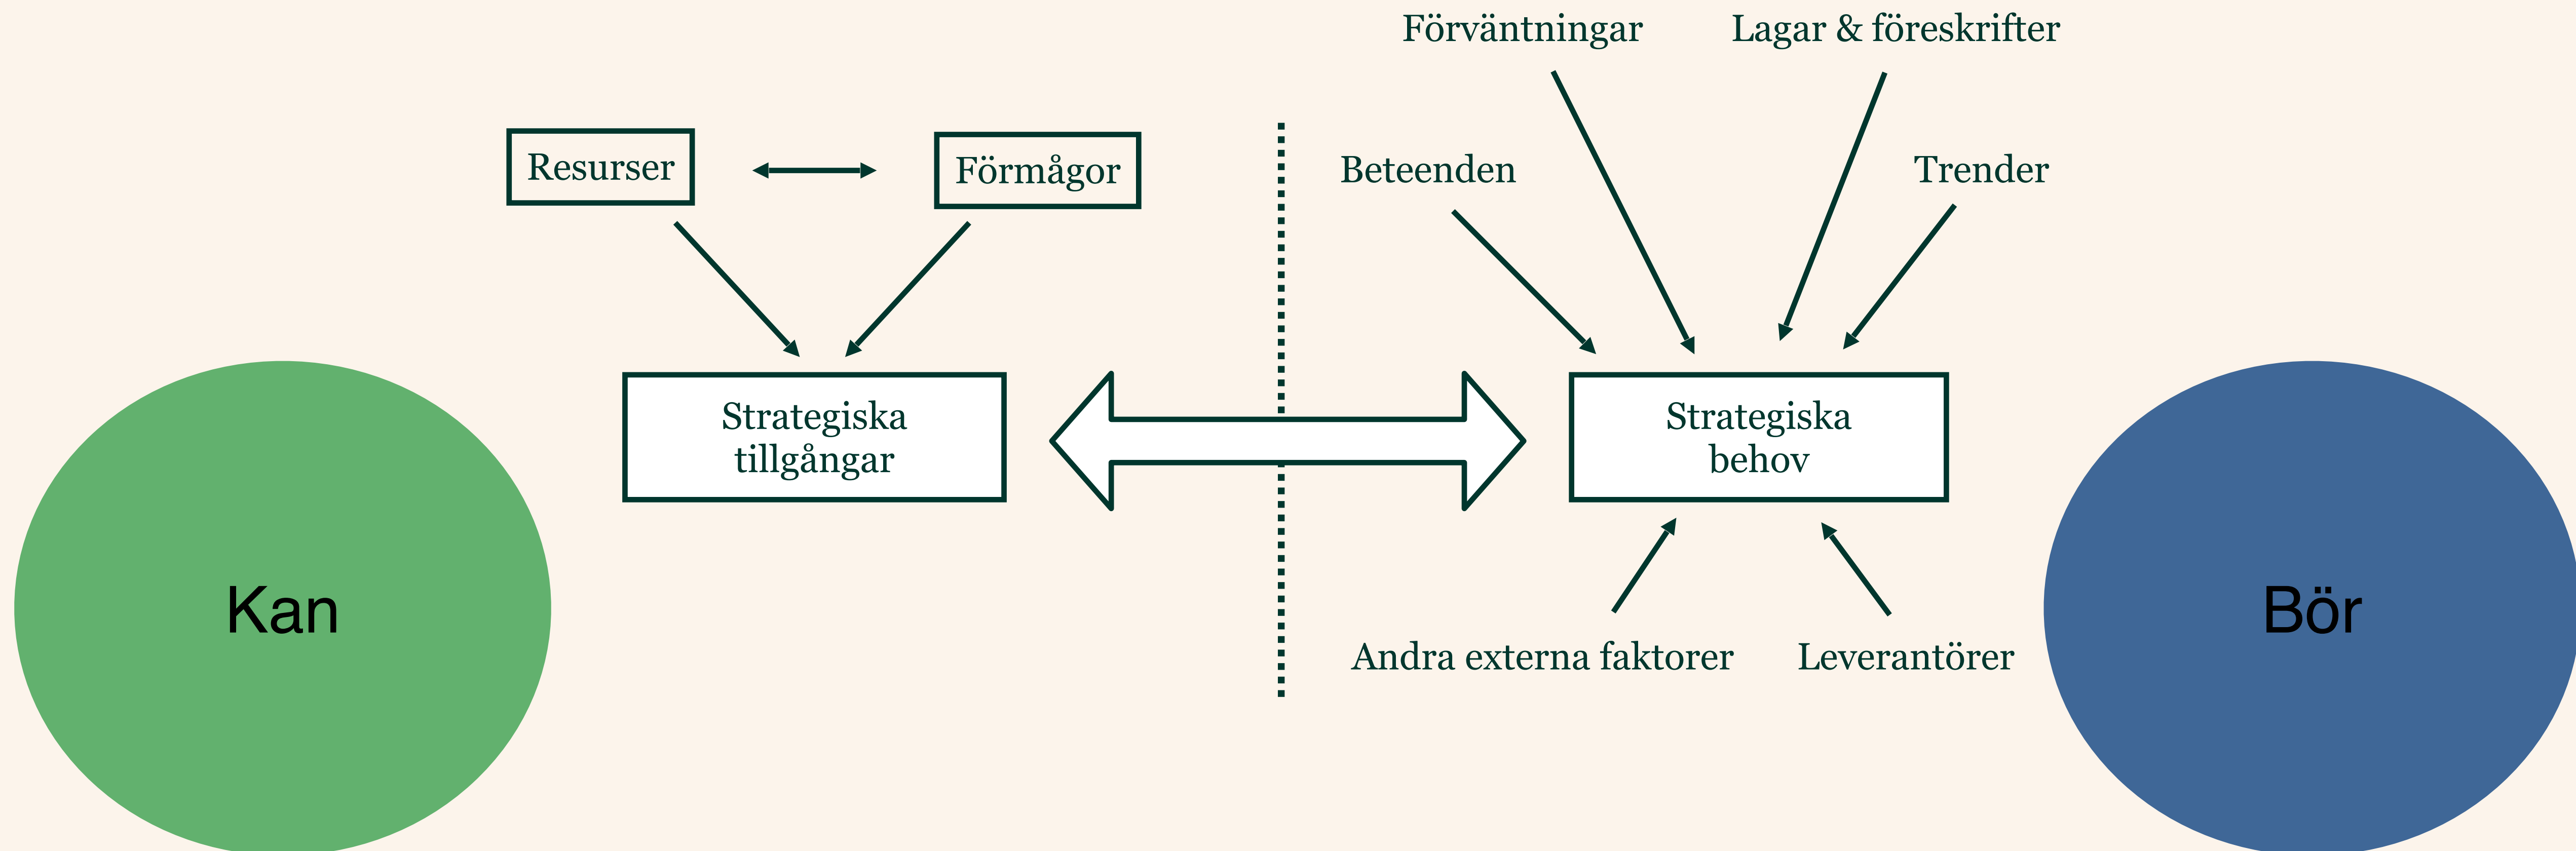 Förväntningar
Lagar & föreskrifter
Resurser
Förmågor
Beteenden
Trender
Strategiska
tillgångar
Strategiska
behov
Kan
Bör
Andra externa faktorer
Leverantörer